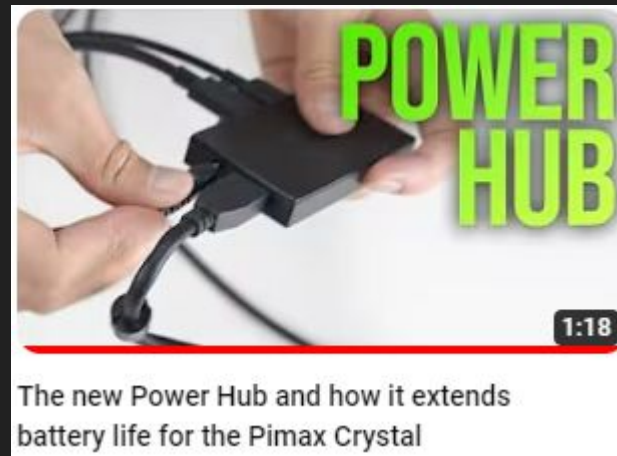 POWER
HUB
1:18
The new Power Hub and how it extends
battery life for the Pimax Crystal